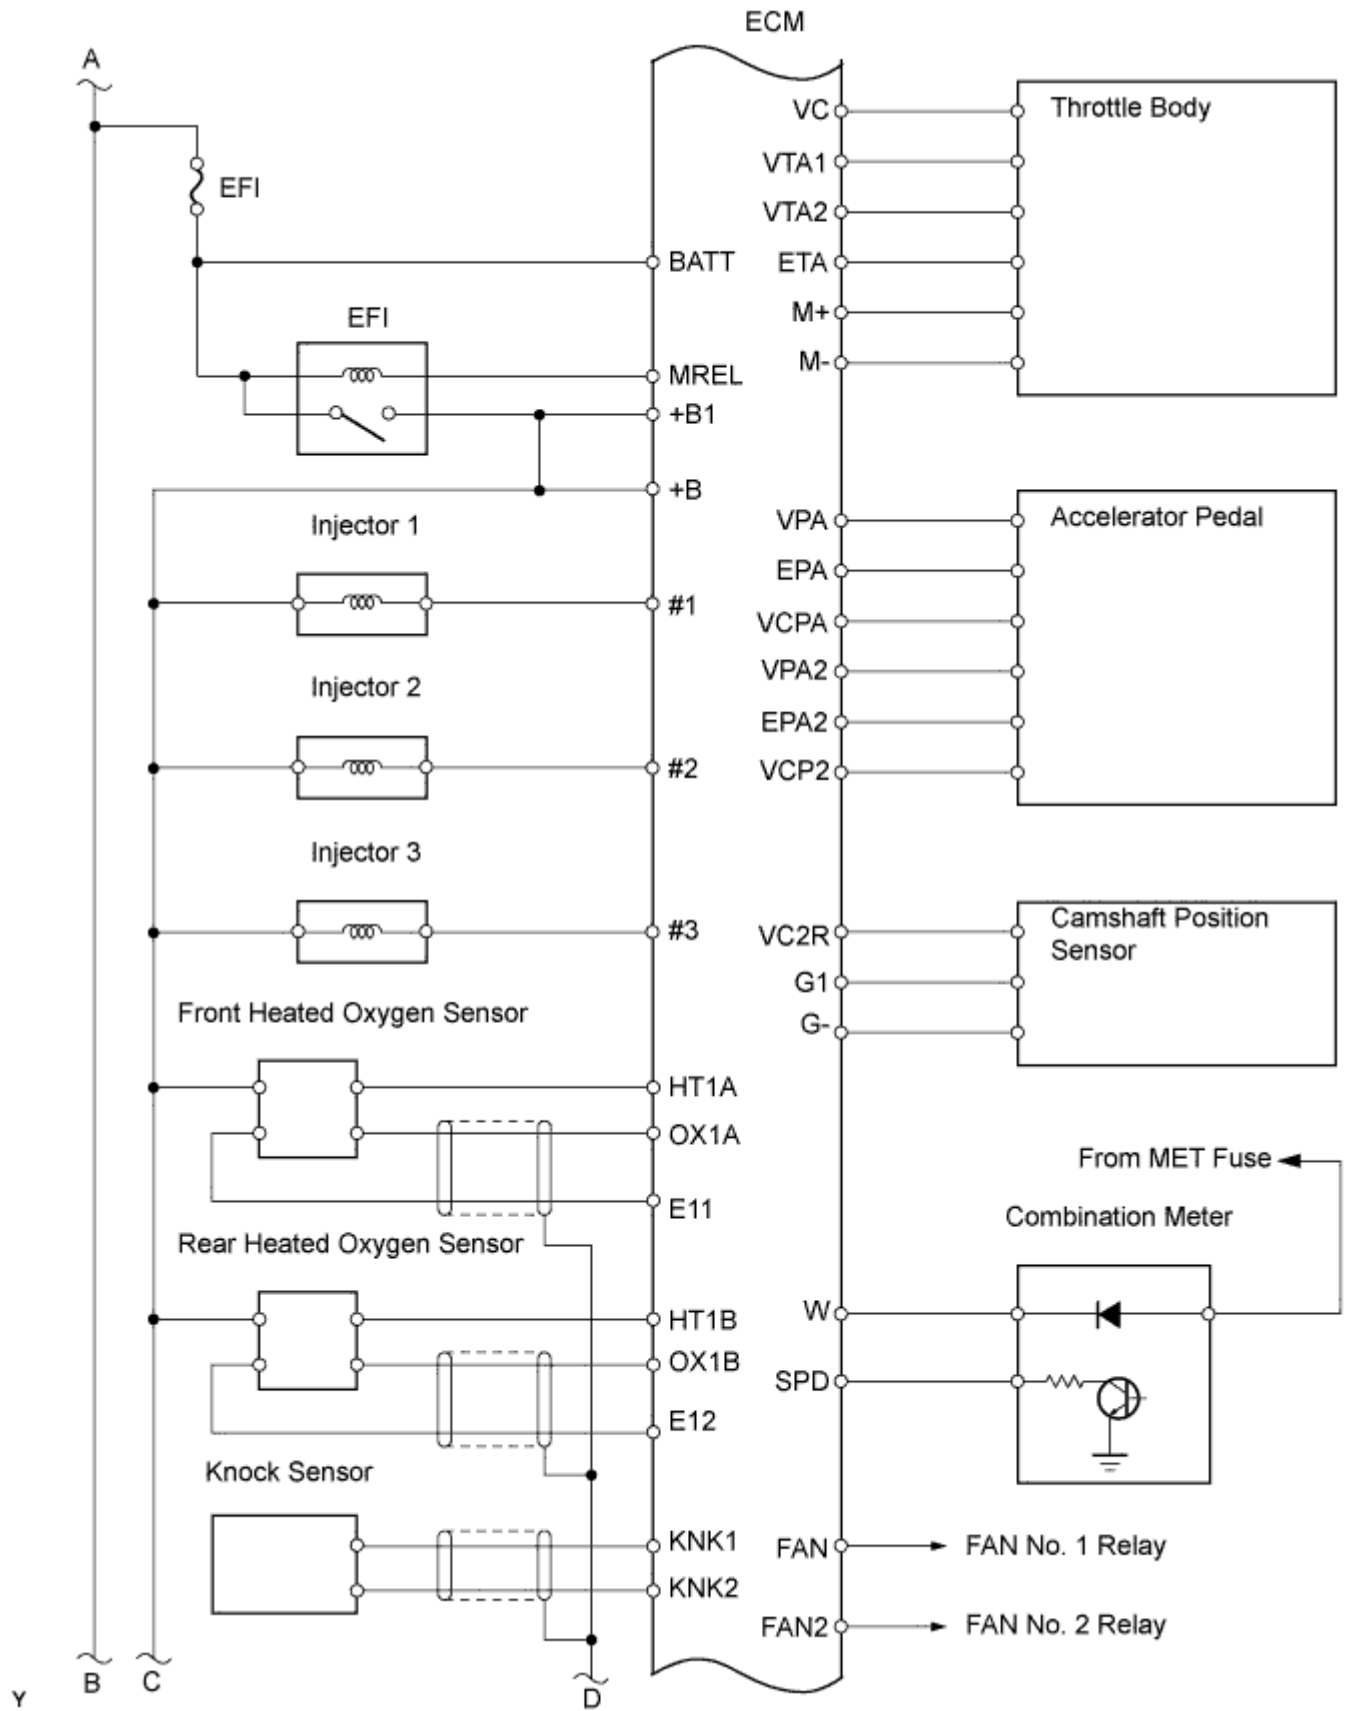 ECM
A
EFI
BATT
EFI
MREL
+B1
+B
Injector 1
#1
Injector 2
#2
Injector 3
#3
Front Heated Oxygen Sensor
HT1A
OX1A
E11
Rear Heated Oxygen Sensor
HT1B
OX1B
E12
Knock Sensor
KNK1
KNK2
B
C
D
Y
VC
VTA1
VTA2
ETA
M+
M-
Throttle Body
VPA
EPA
VCPA
VPA2
EPA2
VCP2
Accelerator Pedal
VC2R
G1
G-
Camshaft Position
Sensor
From MET Fuse
Combination Meter
W
SPD
FAN
FAN No. 1 Relay
FAN2
FAN No. 2 Relay